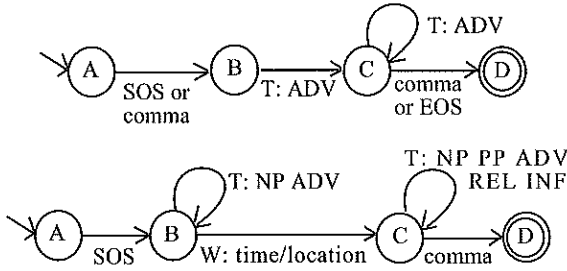 T: ADV
A B C D
SOS or comma
T: ADV
comma or EOS
T: NP ADV
T: NP PP ADV REL INF
A B C D
SOS
W: time/location
comma